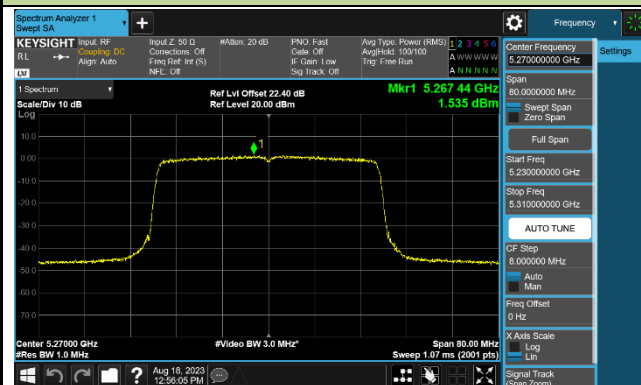 Spectrum Analyzer 1
Swept SA
Frequency
KEYSIGHT
RL
LXI
Input: RF
Coupling: DC
Align: Auto
Input Z: 50 Ω
Corrections: Off
Freq Ref: Int (S)
NFE: Off
#Atten: 20 dB
PNO: Fast
Gate: Off
IF Gain: Low
Sig Track: Off
Avg Type: Power (RMS)
Avg|Hold: 100/100
Trig: Free Run
1 2 3 4 5 6
A W W W W W
A N N N N N
Center Frequency
5.270000000 GHz
Settings
Span
80.0000000 MHz
Swept Span
Zero Span
Full Span
Start Freq
5.230000000 GHz
Stop Freq
5.310000000 GHz
AUTO TUNE
CF Step
8.000000 MHz
Auto
Man
Freq Offset
0 Hz
X Axis Scale
Log
Lin
Signal Track
(Span Zoom)
1 Spectrum
Scale/Div 10 dB
Log
Ref Lvl Offset 22.40 dB
Ref Level 20.00 dBm
Mkr1 5.267 44 GHz
1.535 dBm
1
10.0
0.00
-10.0
-20.0
-30.0
-40.0
-50.0
-60.0
-70.0
Center 5.27000 GHz
#Res BW 1.0 MHz
#Video BW 3.0 MHz*
Span 80.00 MHz
Sweep 1.07 ms (2001 pts)
?
Aug 18, 2023
12:56:05 PM